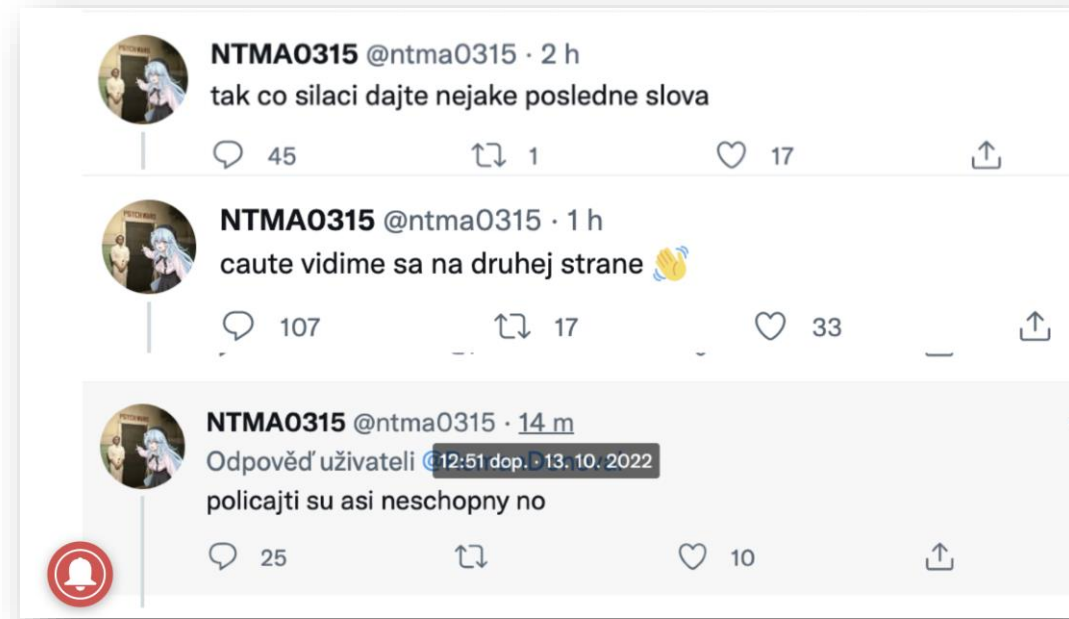 NTMA0315 @ntma0315 · 2 h
tak co silaci dajte nejake posledne slova
45 1 17
NTMA0315 @ntma0315 · 1 h
caute vidime sa na druhej strane 👋
107 17 33
NTMA0315 @ntma0315 · 14 m
Odpověď uživateli @
12:51 dop. · 13. 10. 2022
policajti su asi neschopny no
25 10